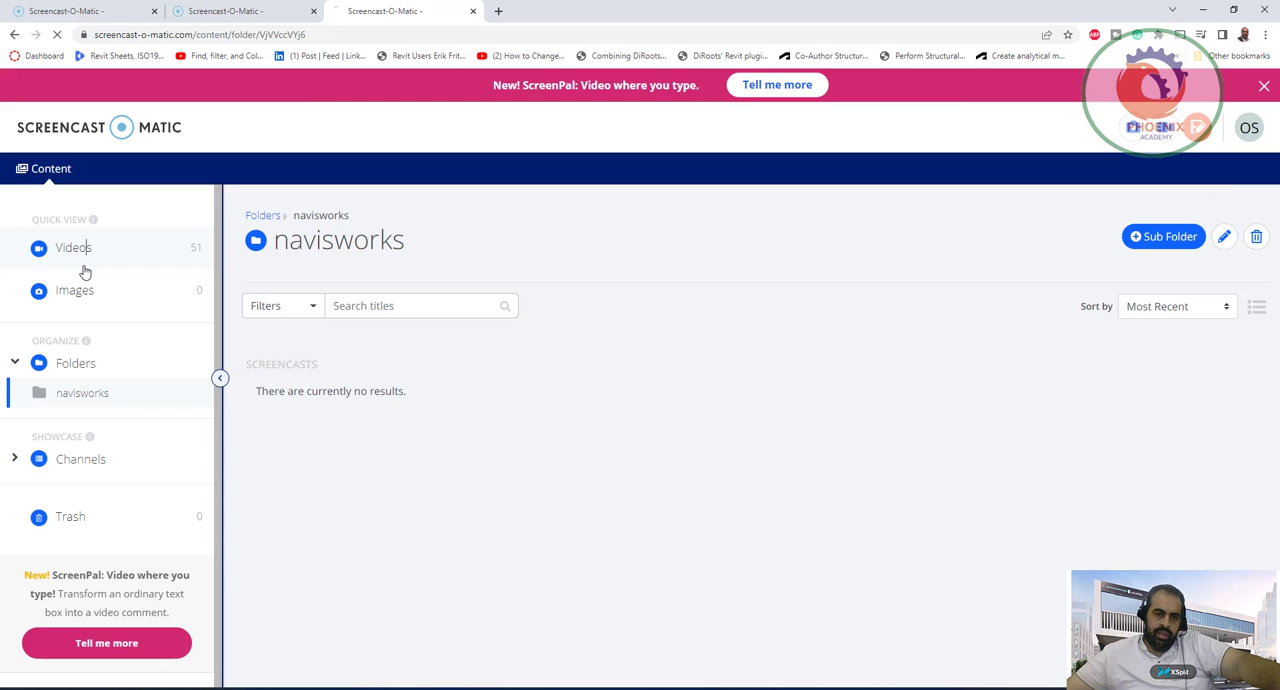 Screencast-O-Matic -
Screencast-O-Matic -
Screencast-O-Matic -
screencast-o-matic.com/content/folder/VjVVccVYj6
Dashboard
Revit Sheets, ISO19...
Find, filter, and Col...
(1) Post | Feed | Link...
Revit Users Erik Frit...
(2) How to Change...
Combining DiRoots...
DiRoots' Revit plugi...
Co-Author Structur...
Perform Structural...
Create analytical m...
Other bookmarks
New! ScreenPal: Video where you type.
Tell me more
SCREENCAST O MATIC
PHOENIX
ACADEMY
OS
Content
QUICK VIEW
Videos 51
Images 0
ORGANIZE
Folders
navisworks
SHOWCASE
Channels
Trash 0
New! ScreenPal: Video where you
type! Transform an ordinary text
box into a video comment.
Tell me more
Folders navisworks
navisworks
Sub Folder
Filters
Search titles
Sort by
Most Recent
SCREENCASTS
There are currently no results.
XSplit